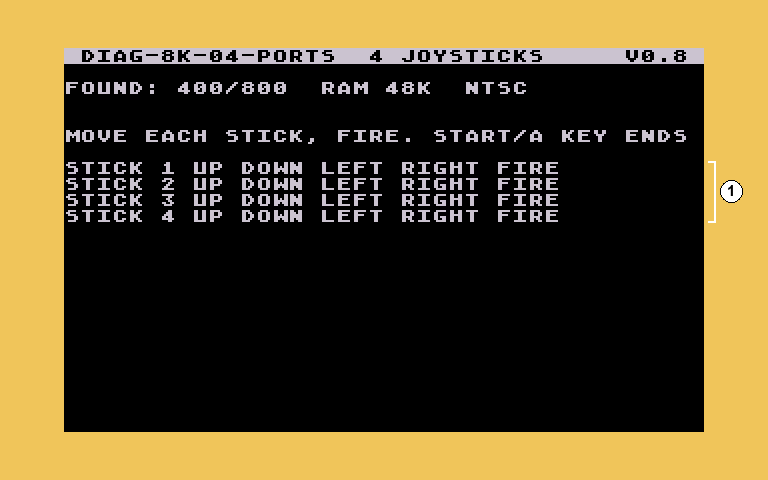 DIAG-8K-04-PORTS 4 JOYSTICKS V0.8
FOUND: 400/800 RAM 48K NTSC
MOVE EACH STICK, FIRE. START/A KEY ENDS
STICK 1 UP DOWN LEFT RIGHT FIRE
STICK 2 UP DOWN LEFT RIGHT FIRE
STICK 3 UP DOWN LEFT RIGHT FIRE
STICK 4 UP DOWN LEFT RIGHT FIRE
1